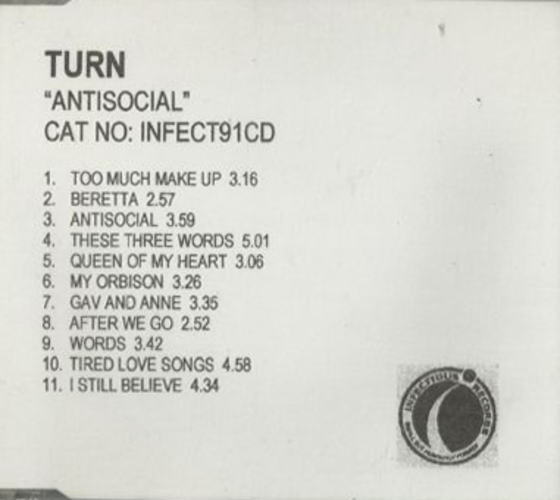 TURN
"ANTISOCIAL"
CAT NO: INFECT91CD
1. TOO MUCH MAKE UP 3.16
2. BERETTA 2.57
3. ANTISOCIAL 3.59
4. THESE THREE WORDS 5.01
5. QUEEN OF MY HEART 3.06
6. MY ORBISON 3.26
7. GAV AND ANNE 3.35
8. AFTER WE GO 2.52
9. WORDS 3.42
10. TIRED LOVE SONGS 4.58
11. I STILL BELIEVE 4.34
INFECTIOUS RECORDS